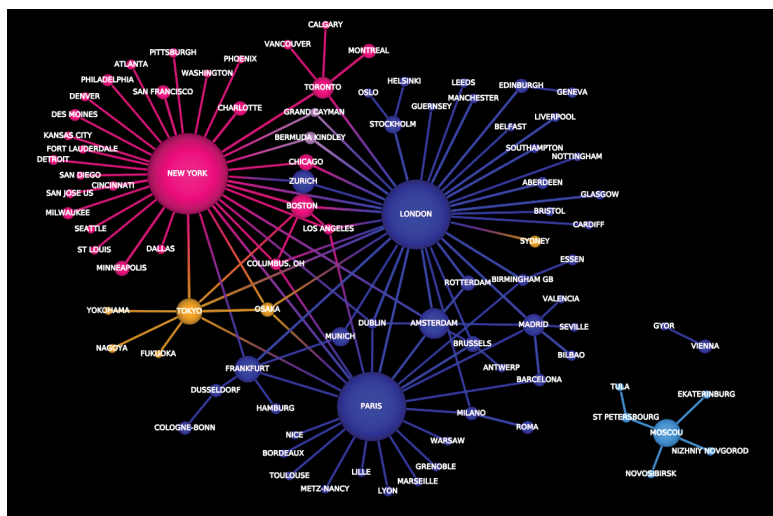 CALGARY
VANCOUVER
MONTREAL
PITTSBURGH
PHOENIX
ATLANTA
WASHINGTON
PHILADELPHIA
HELSINKI
LEEDS
EDINBURGH
TORONTO
SAN FRANCISCO
OSLO
GENEVA
DENVER
MANCHESTER
CHARLOTTE
GUERNSEY
DES MOINES
GRAND CAYMAN
LIVERPOOL
STOCKHOLM
BELFAST
KANSAS CITY
BERMUDA KINDLEY
FORT LAUDERDALE
SOUTHAMPTON
DETROIT
NOTTINGHAM
CHICAGO
NEW YORK
SAN DIEGO
ZURICH
ABERDEEN
CINCINNATI
SAN JOSE US
GLASGOW
BOSTON
MILWAUKEE
LONDON
BRISTOL
CARDIFF
SEATTLE
LOS ANGELES
SYDNEY
ST LOUIS
DALLAS
ESSEN
COLUMBUS. OH
MINNEAPOLIS
BIRMINGHAM GB
ROTTERDAM
VALENCIA
YOKOHAMA
TOKYO
OSAKA
DUBLIN
AMSTERDAM
MADRID
SEVILLE
GYOR
MUNICH
BRUSSELS
VIENNA
NAGOYA
FUKUOKA
BILBAO
FRANKFURT
ANTWERP
BARCELONA
TULA
DUSSELDORF
EKATERINBURG
HAMBURG
PARIS
MILANO
ST PETERSBOURG
COLOGNE-BONN
ROMA
NICE
MOSCOU
WARSAW
BORDEAUX
NIZHNIY NOVGOROD
GRENOBLE
TOULOUSE
LILLE
NOVOSIBIRSK
MARSEILLE
METZ-NANCY
LYON